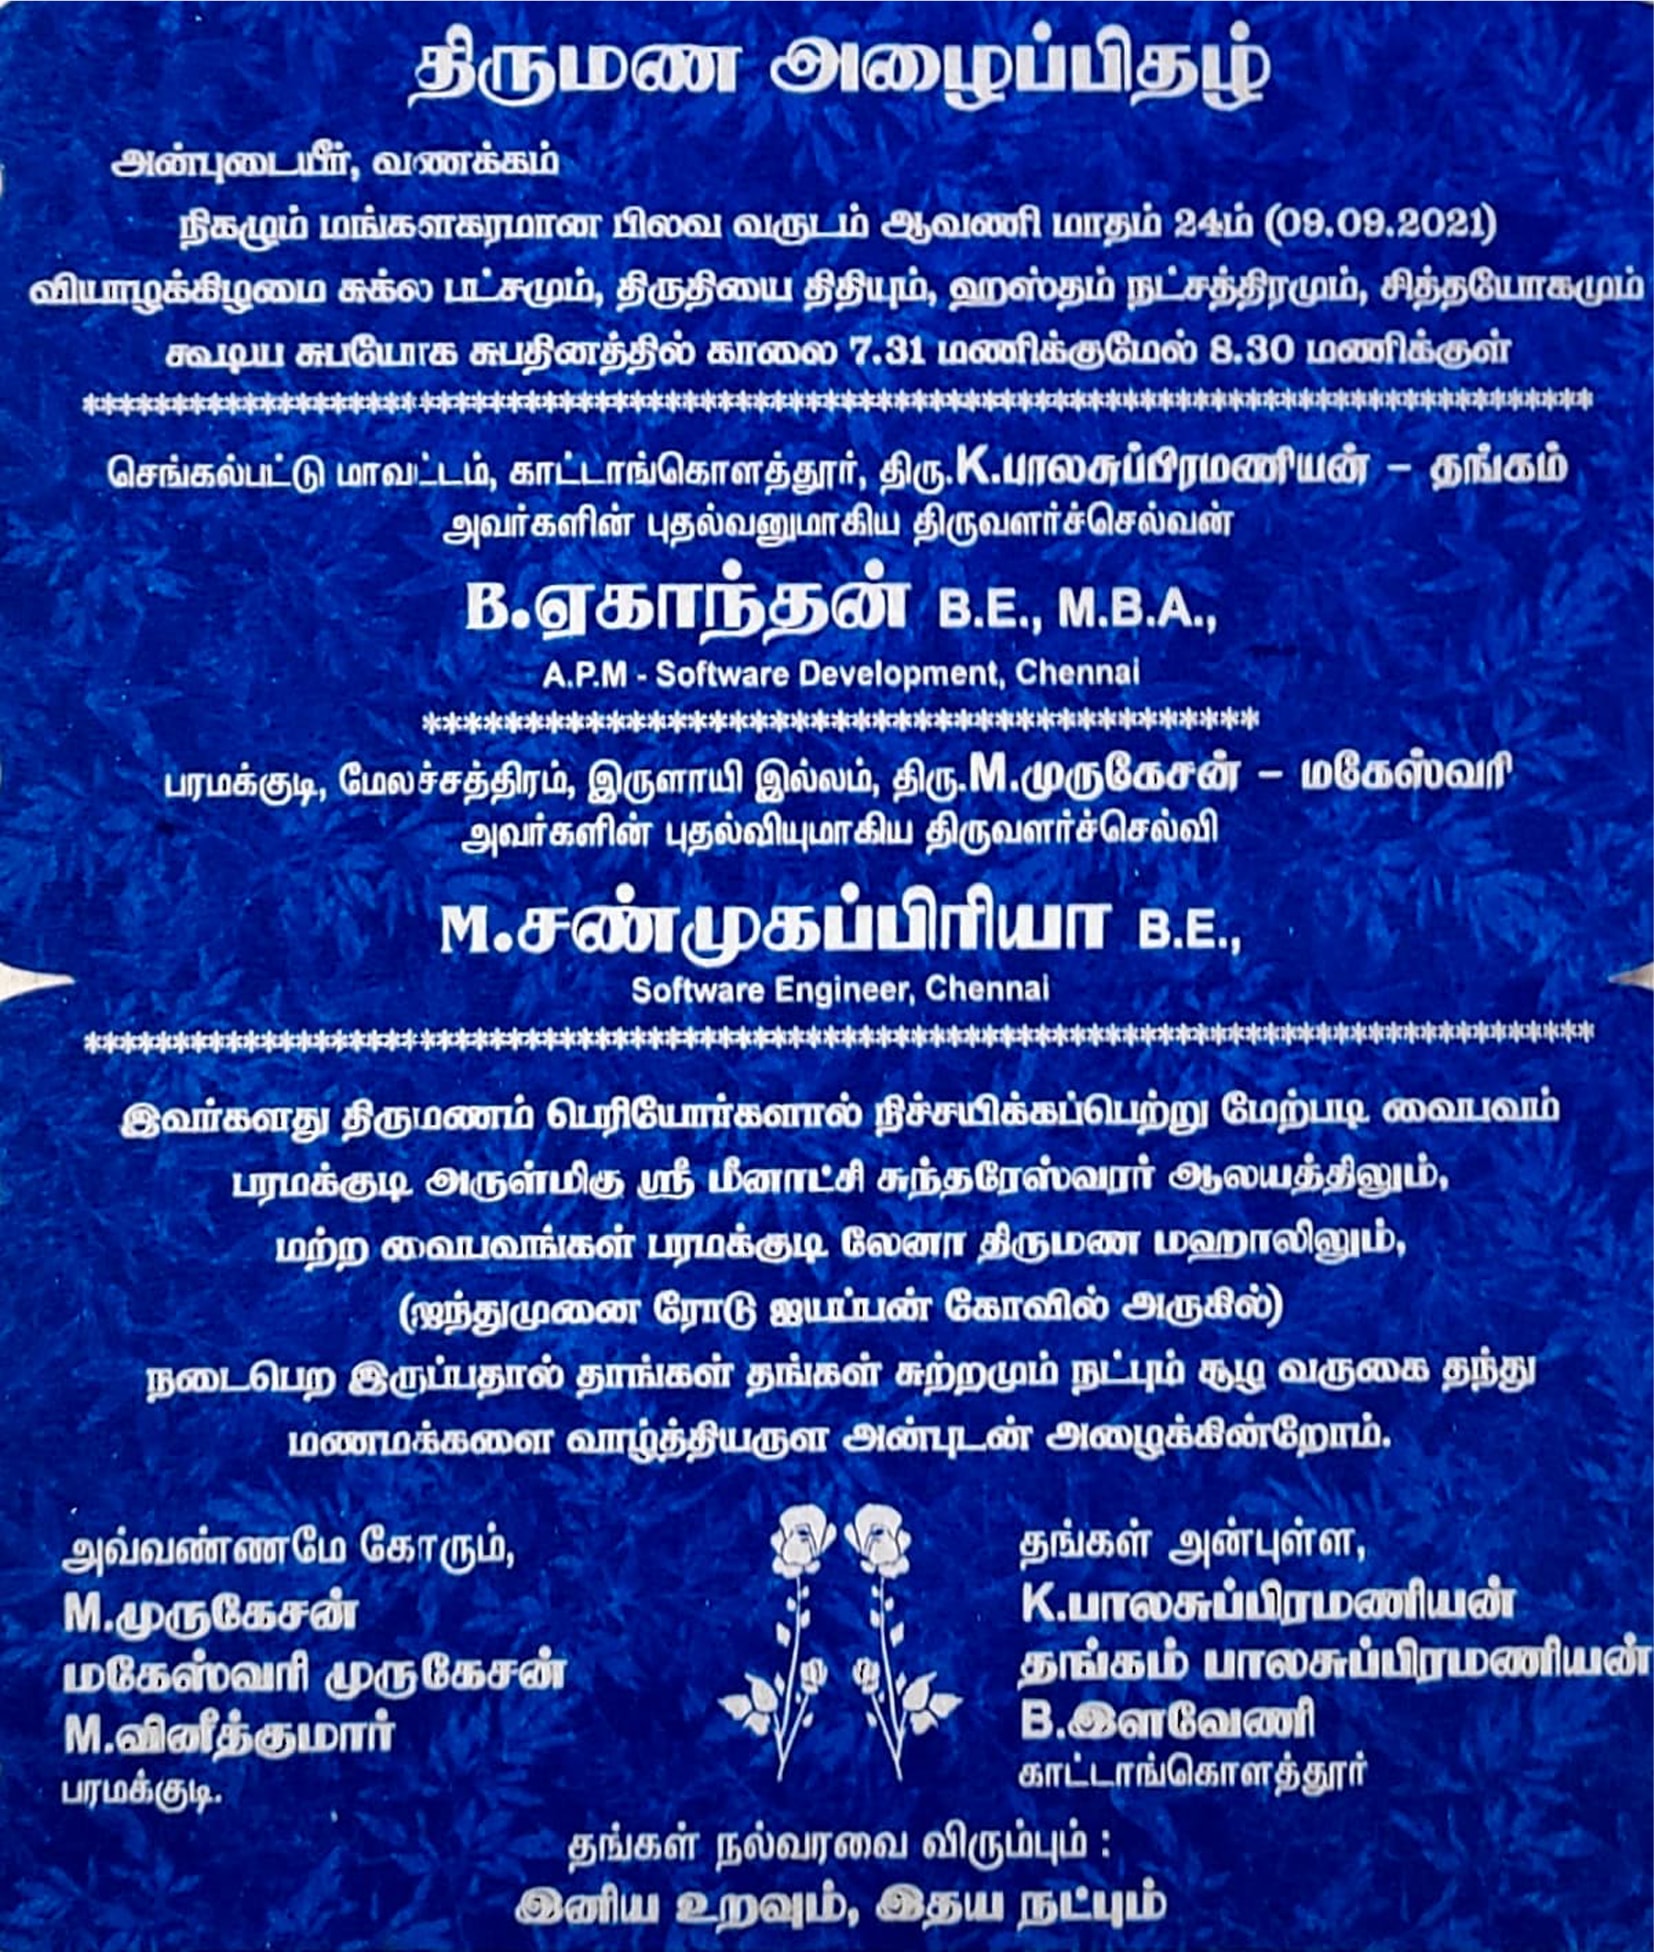 திருமண அழைப்பிதழ்
அன்புடையீர், வணக்கம்
நிகழும் மங்களகரமான பிலவ வருடம் ஆவணி மாதம் 24ம் (09.09.2021)
வியாழக்கிழமை சுக்ல பட்சமும், திருதியை திதியும், ஹஸ்தம் நட்சத்திரமும், சித்தயோகமும்
கூடிய சுபயோக சுபதினத்தில் காலை 7.31 மணிக்குமேல் 8.30 மணிக்குள்
செங்கல்பட்டு மாவட்டம், காட்டாங்கொளத்தூர், திரு.K.பாலசுப்பிரமணியன் – தங்கம்
அவர்களின் புதல்வனுமாகிய திருவளர்ச்செல்வன்
B.ஏகாந்தன் B.E., M.B.A.,
A.P.M - Software Development, Chennai
பரமக்குடி, மேலச்சத்திரம், இருளாயி இல்லம், திரு.M.முருகேசன் – மகேஸ்வரி
அவர்களின் புதல்வியுமாகிய திருவளர்ச்செல்வி
M.சண்முகப்பிரியா B.E.,
Software Engineer, Chennai
இவர்களது திருமணம் பெரியோர்களால் நிச்சயிக்கப்பெற்று மேற்படி வைபவம்
பரமக்குடி அருள்மிகு ஸ்ரீ மீனாட்சி சுந்தரேஸ்வரர் ஆலயத்திலும்,
மற்ற வைபவங்கள் பரமக்குடி லேனா திருமண மஹாலிலும்,
(ஐந்துமுனை ரோடு ஐயப்பன் கோவில் அருகில்)
நடைபெற இருப்பதால் தாங்கள் தங்கள் சுற்றமும் நட்பும் சூழ வருகை தந்து
மணமக்களை வாழ்த்தியருள அன்புடன் அழைக்கின்றோம்.
அவ்வண்ணமே கோரும்,
M.முருகேசன்
மகேஸ்வரி முருகேசன்
M.வினீத்குமார்
பரமக்குடி.
தங்கள் அன்புள்ள,
K.பாலசுப்பிரமணியன்
தங்கம் பாலசுப்பிரமணியன்
B.இளவேணி
காட்டாங்கொளத்தூர்
தங்கள் நல்வரவை விரும்பும் :
இனிய உறவும், இதய நட்பும்